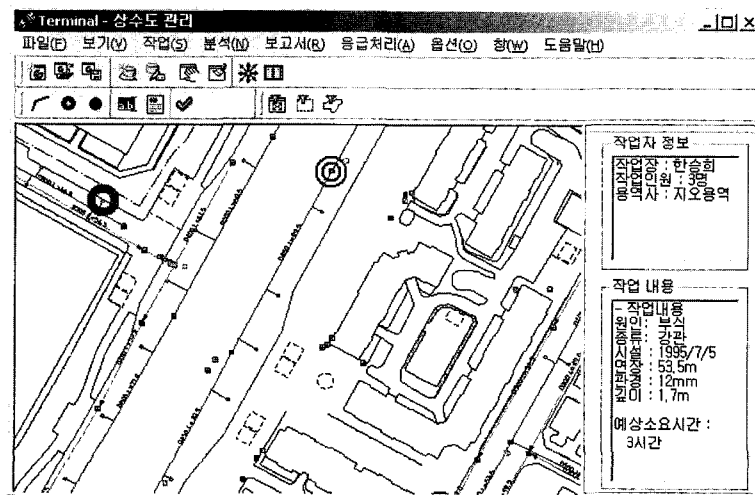 Terminal - 상수도 관리
파일(F) 보기(V) 작업(S) 분석(N) 보고서(R) 응급처리(A) 옵션(O) 창(W) 도움말(H)
작업자 정보
작업장 : 한승희
작업인원 : 3명
용역사 : 지오용역
작업 내용
- 작업내용
원인: 부식
종류: 강관
시설 : 1995/7/5
연장 : 53.5m
관경 : 12mm
깊이 : 1.7m
예상소요시간 :
3시간